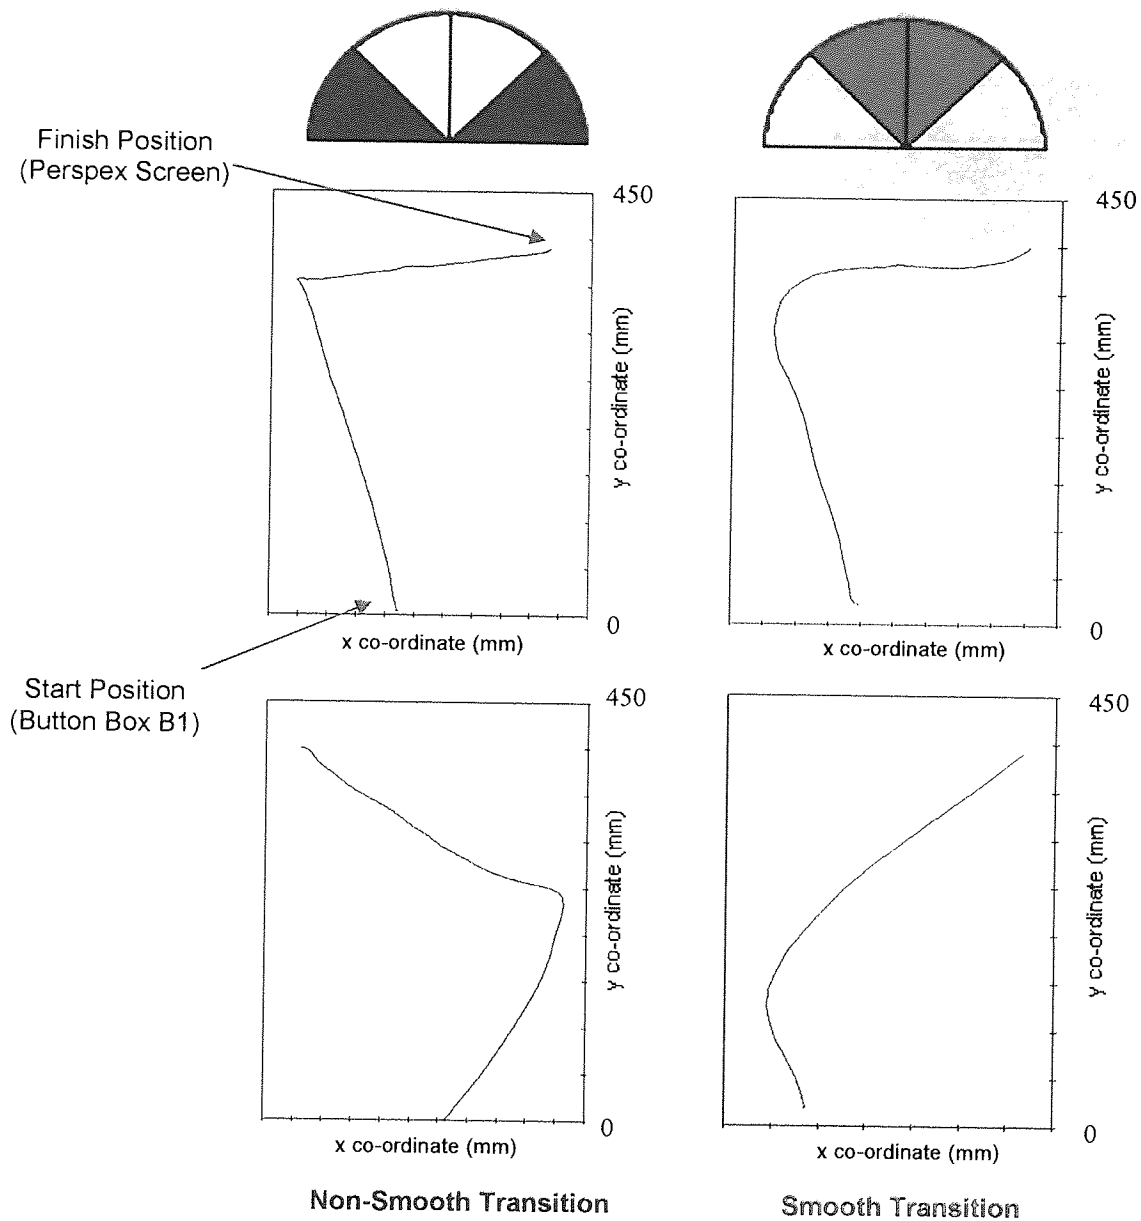 Finish Position
(Perspex Screen)
450
450
y co-ordinate (mm)
y co-ordinate (mm)
0
0
x co-ordinate (mm)
x co-ordinate (mm)
Start Position
(Button Box B1)
450
450
y co-ordinate (mm)
y co-ordinate (mm)
0
0
x co-ordinate (mm)
x co-ordinate (mm)
Non-Smooth Transition
Smooth Transition